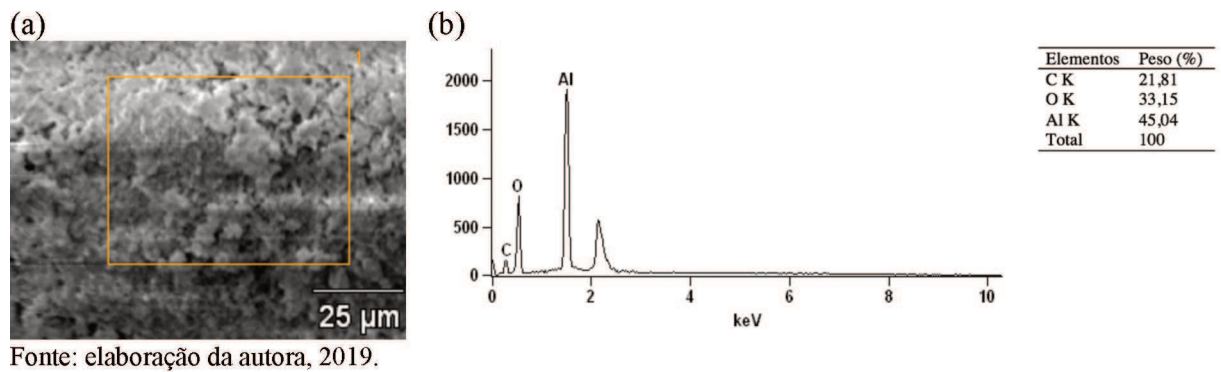 (a)
(b)
1
25 µm
2000
1500
1000
500
0
C
O
Al
0 2 4 6 8 10
keV
Elementos Peso (%)
C K 21,81
O K 33,15
Al K 45,04
Total 100
Fonte: elaboração da autora, 2019.